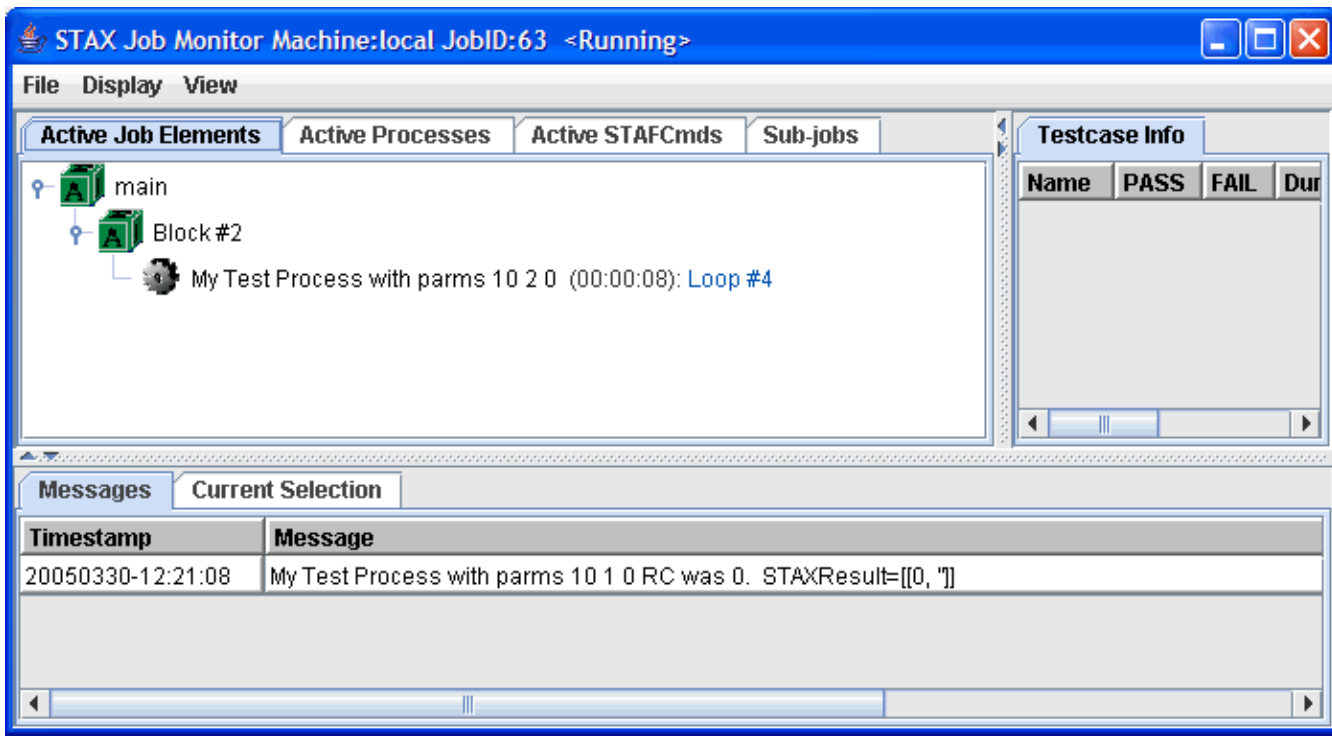 STAX Job Monitor Machine:local JobID:63 <Running>
File Display View
Active Job Elements Active Processes Active STAFCmds Sub-jobs Testcase Info
Name PASS FAIL Dur
A main
A Block #2
My Test Process with parms 10 2 0 (00:00:08): Loop #4
Messages Current Selection
Timestamp Message
20050330-12:21:08 My Test Process with parms 10 1 0 RC was 0. STAXResult=[[0, '']]